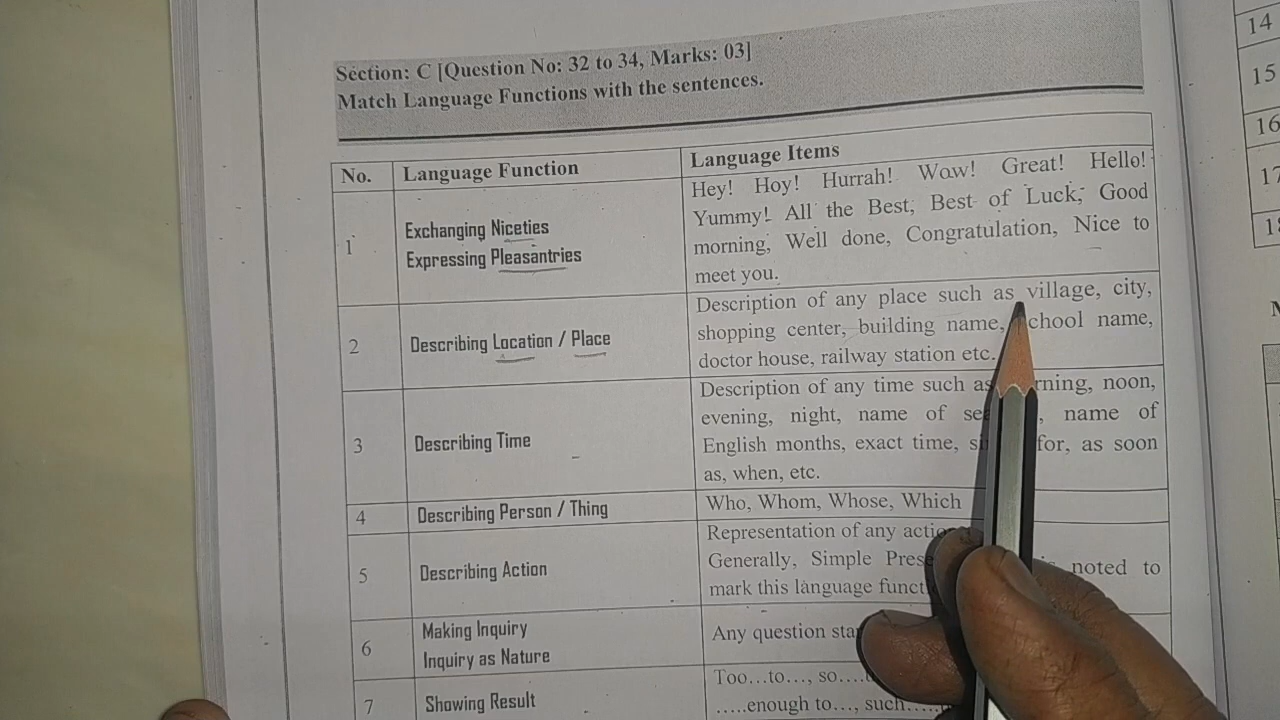 Section: C [Question No: 32 to 34, Marks: 03]
Match Language Functions with the sentences.
No. Language Function Language Items
1
Exchanging Niceties
Expressing Pleasantries
Hey! Hoy! Hurrah! Wow! Great! Hello!
Yummy! All the Best, Best of Luck, Good
morning, Well done, Congratulation, Nice to
meet you.
2
Describing Location / Place
Description of any place such as village, city,
shopping center, building name, chool name,
doctor house, railway station etc.
3
Describing Time
Description of any time such as rning, noon,
evening, night, name of name of
English months, exact time, for, as soon
as, when, etc.
4
Describing Person / Thing
Who, Whom, Whose, Which
5
Describing Action
Representation of any
Generally, Simple noted to
mark this language
6
Making Inquiry
Inquiry as Nature
Any question
7
Showing Result
Too…to…, so….
…..enough to…, such…..
14
15
16
17